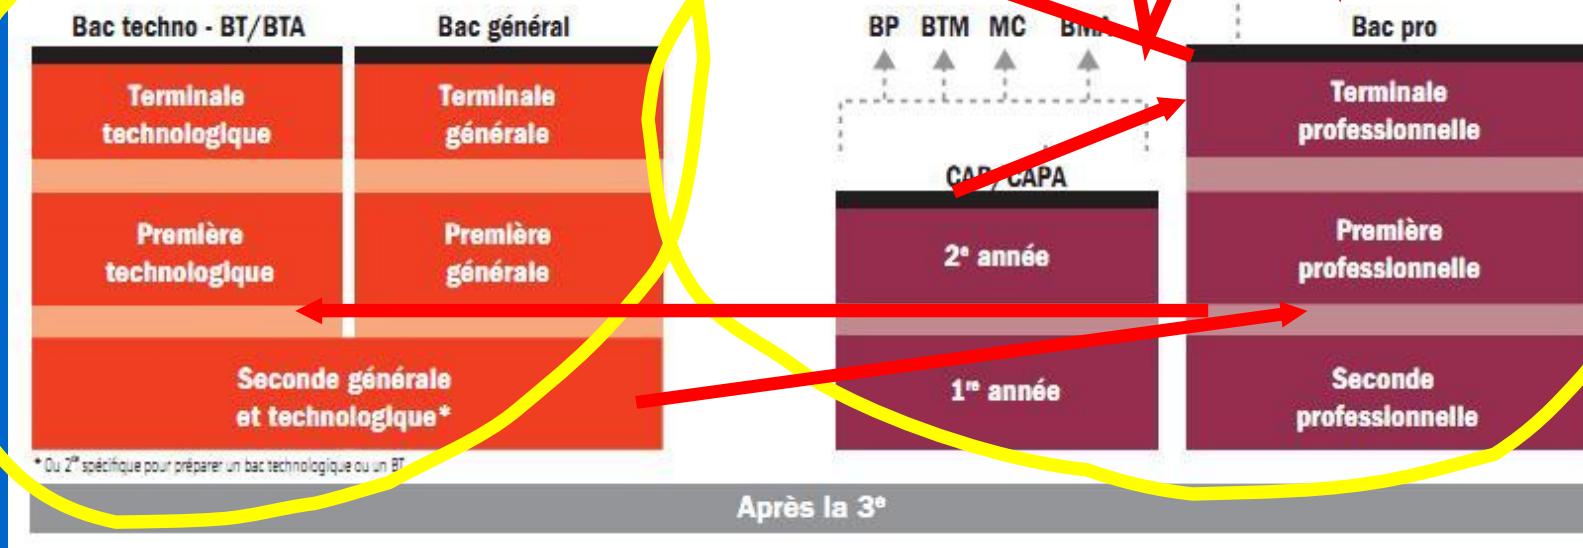 Bac techno - BT/BTA
Bac général
BP BTM MC BMA
Bac pro
Terminale
technologique
Terminale
générale
Terminale
professionnelle
CAP/CAPA
Première
technologique
Première
générale
2ᵉ année
Première
professionnelle
Seconde générale
et technologique*
1ʳᵉ année
Seconde
professionnelle
* Ou 2ᵈᵉ spécifique pour préparer un bac technologique ou un BT
Après la 3ᵉ